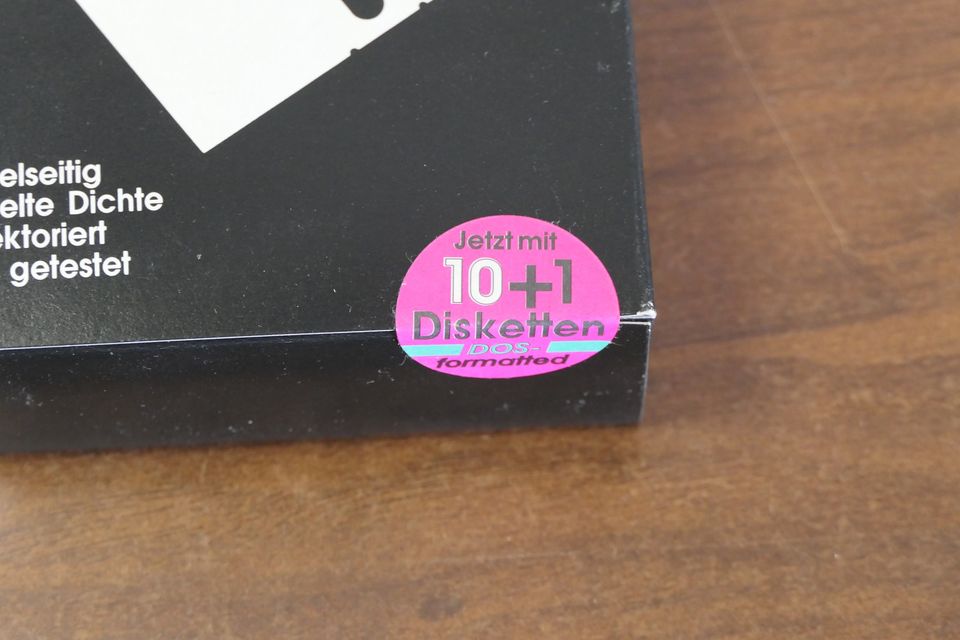 elseitig
elte Dichte
ektoriert
getestet
Jetzt mit
10+1
Disketten
DOS-
formatted